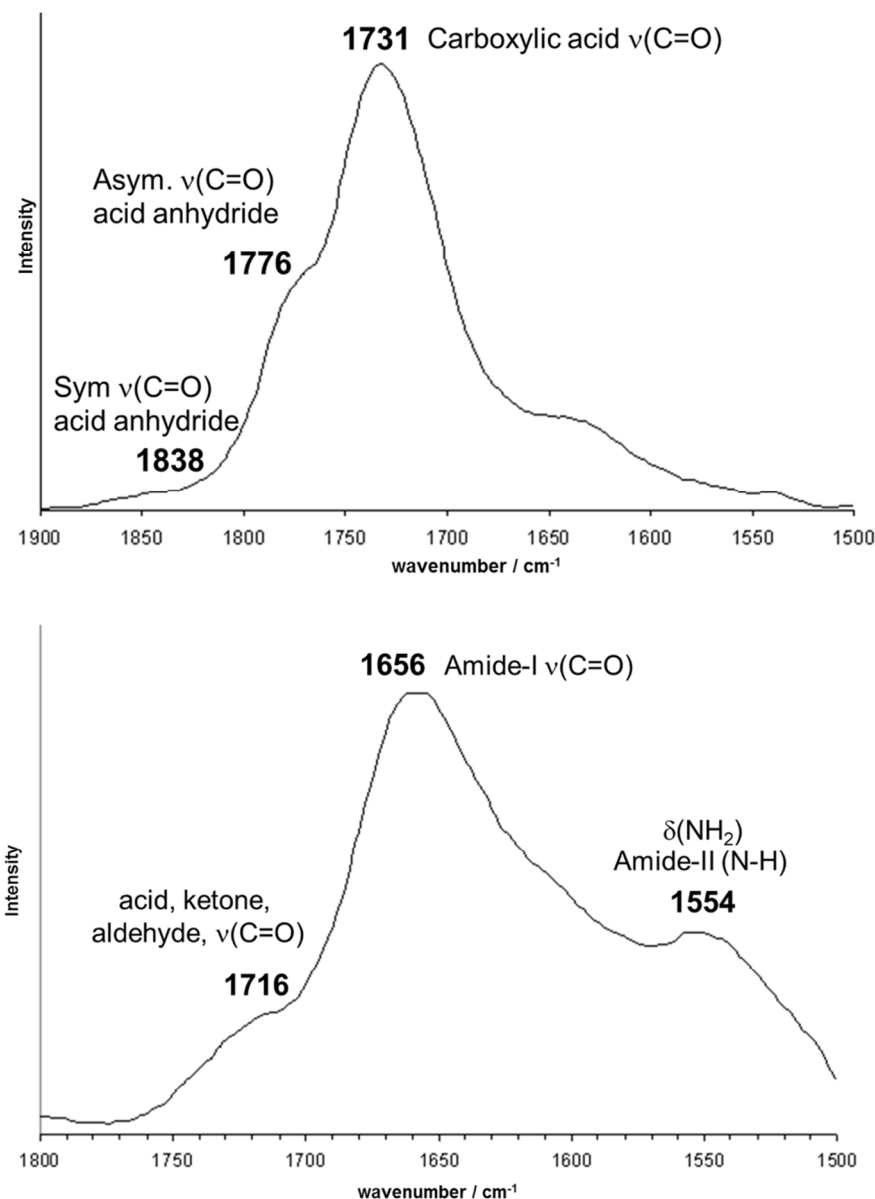 1731 Carboxylic acid ν(C=O)
Asym. ν(C=O)
acid anhydride
1776
Sym ν(C=O)
acid anhydride
1838
Intensity
1900 1850 1800 1750 1700 1650 1600 1550 1500
wavenumber / cm-1
1656 Amide-I ν(C=O)
δ(NH2)
Amide-II (N-H)
1554
acid, ketone,
aldehyde, ν(C=O)
1716
Intensity
1800 1750 1700 1650 1600 1550 1500
wavenumber / cm-1